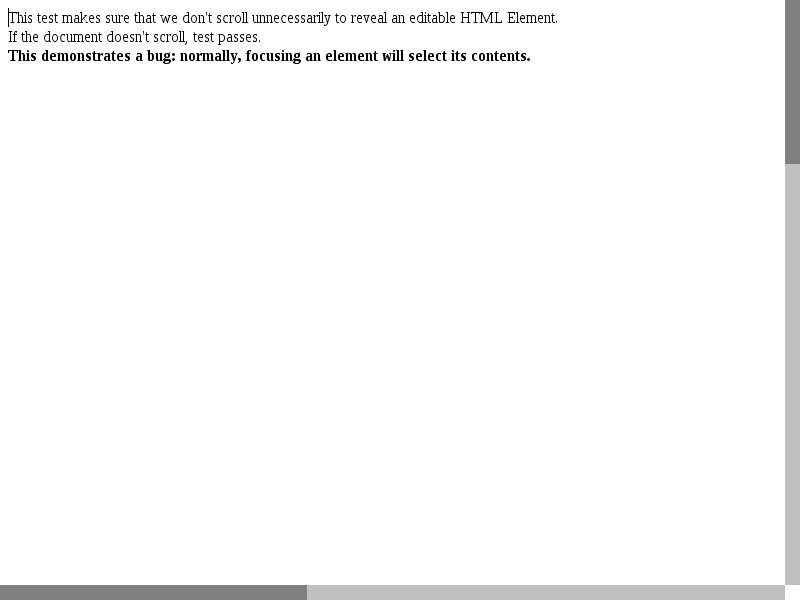 This test makes sure that we don't scroll unnecessarily to reveal an editable HTML Element.
If the document doesn't scroll, test passes.
This demonstrates a bug: normally, focusing an element will select its contents.